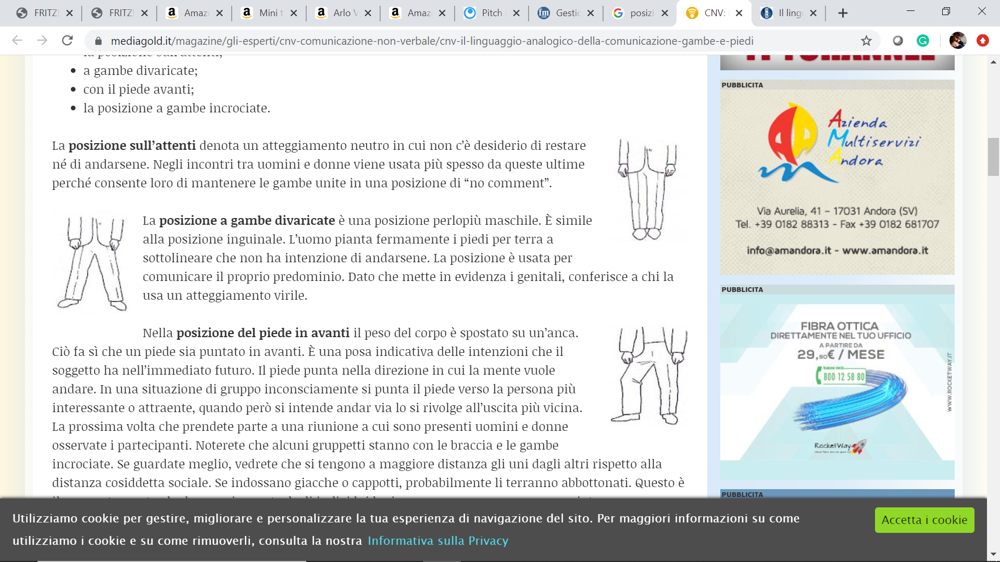 FRITZ!
FRITZ!
Amazo
Mini t
Arlo V
Amaz
Pitch
Gestic
posizi
CNV:
Il ling
mediagold.it/magazine/gli-esperti/cnv-comunicazione-non-verbale/cnv-il-linguaggio-analogico-della-comunicazione-gambe-e-piedi
la posizione sull'attenti;
• a gambe divaricate;
• con il piede avanti;
• la posizione a gambe incrociate.
La posizione sull’attenti denota un atteggiamento neutro in cui non c’è desiderio di restare
né di andarsene. Negli incontri tra uomini e donne viene usata più spesso da queste ultime
perché consente loro di mantenere le gambe unite in una posizione di “no comment”.
La posizione a gambe divaricate è una posizione perlopiù maschile. È simile
alla posizione inguinale. L’uomo pianta fermamente i piedi per terra a
sottolineare che non ha intenzione di andarsene. La posizione è usata per
comunicare il proprio predominio. Dato che mette in evidenza i genitali, conferisce a chi la
usa un atteggiamento virile.
Nella posizione del piede in avanti il peso del corpo è spostato su un’anca.
Ciò fa sì che un piede sia puntato in avanti. È una posa indicativa delle intenzioni che il
soggetto ha nell’immediato futuro. Il piede punta nella direzione in cui la mente vuole
andare. In una situazione di gruppo inconsciamente si punta il piede verso la persona più
interessante o attraente, quando però si intende andar via lo si rivolge all’uscita più vicina.
La prossima volta che prendete parte a una riunione a cui sono presenti uomini e donne
osservate i partecipanti. Noterete che alcuni gruppetti stanno con le braccia e le gambe
incrociate. Se guardate meglio, vedrete che si tengono a maggiore distanza gli uni dagli altri rispetto alla
distanza cosiddetta sociale. Se indossano giacche o cappotti, probabilmente li terranno abbottonati. Questo è
PUBBLICITA
Azienda
Multiservizi
Andora
Via Aurelia, 41 – 17031 Andora (SV)
Tel. +39 0182 88313 - Fax +39 0182 681707
info@amandora.it - www.amandora.it
PUBBLICITA
FIBRA OTTICA
DIRETTAMENTE NEL TUO UFFICIO
A PARTIRE DA
29,90€ / MESE
Numero Verde
800 12 58 80
WWW.ROCKETWAY.IT
RocketWay
PUBBLICITA
Utilizziamo cookie per gestire, migliorare e personalizzare la tua esperienza di navigazione del sito. Per maggiori informazioni su come
utilizziamo i cookie e su come rimuoverli, consulta la nostra Informativa sulla Privacy
Accetta i cookie